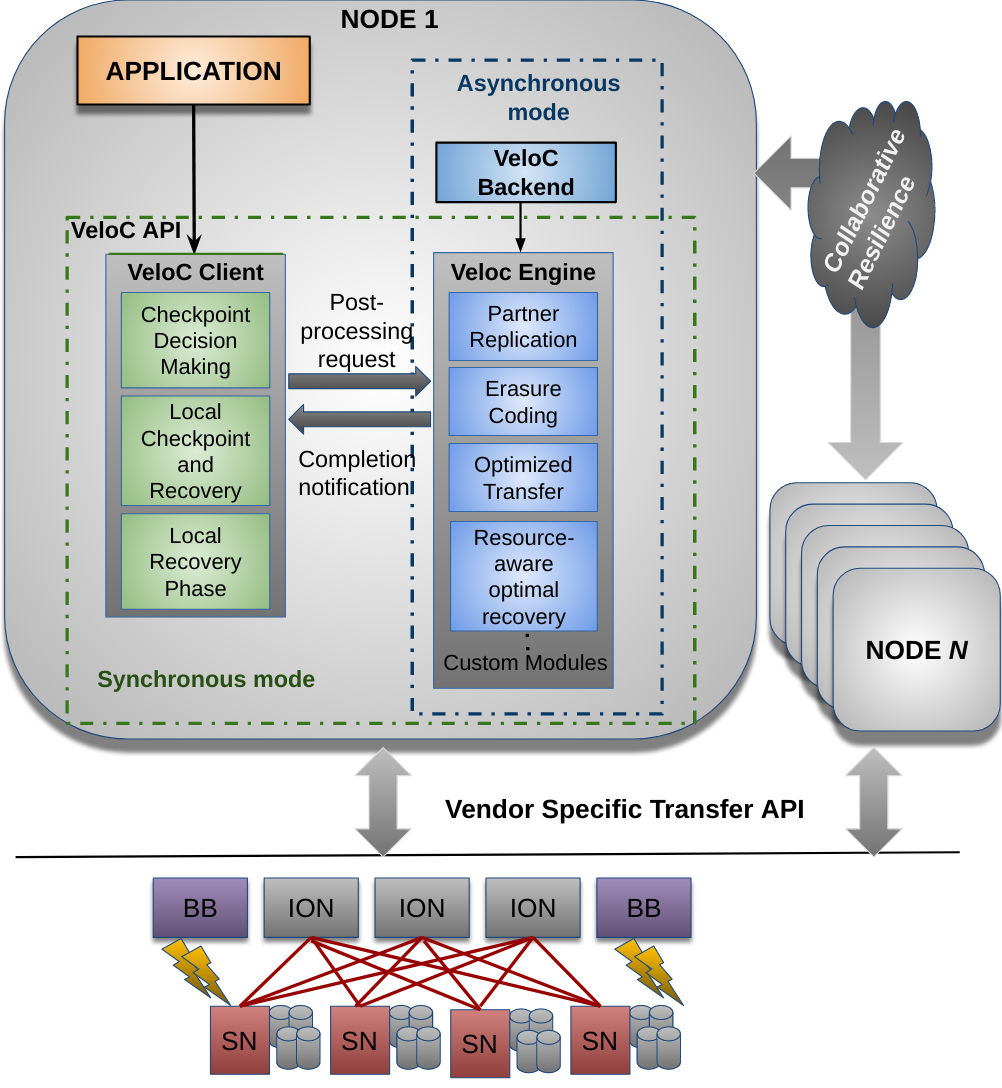 NODE 1
APPLICATION
Asynchronous
mode
VeloC
Backend
VeloC API
VeloC Client
Checkpoint
Decision
Making
Local
Checkpoint
and
Recovery
Local
Recovery
Phase
Post-
processing
request
Completion
notification
Veloc Engine
Partner
Replication
Erasure
Coding
Optimized
Transfer
Resource-
aware
optimal
recovery
Custom Modules
Synchronous mode
Collaborative
Resilience
NODE N
Vendor Specific Transfer API
BB ION ION ION BB
SN SN SN SN